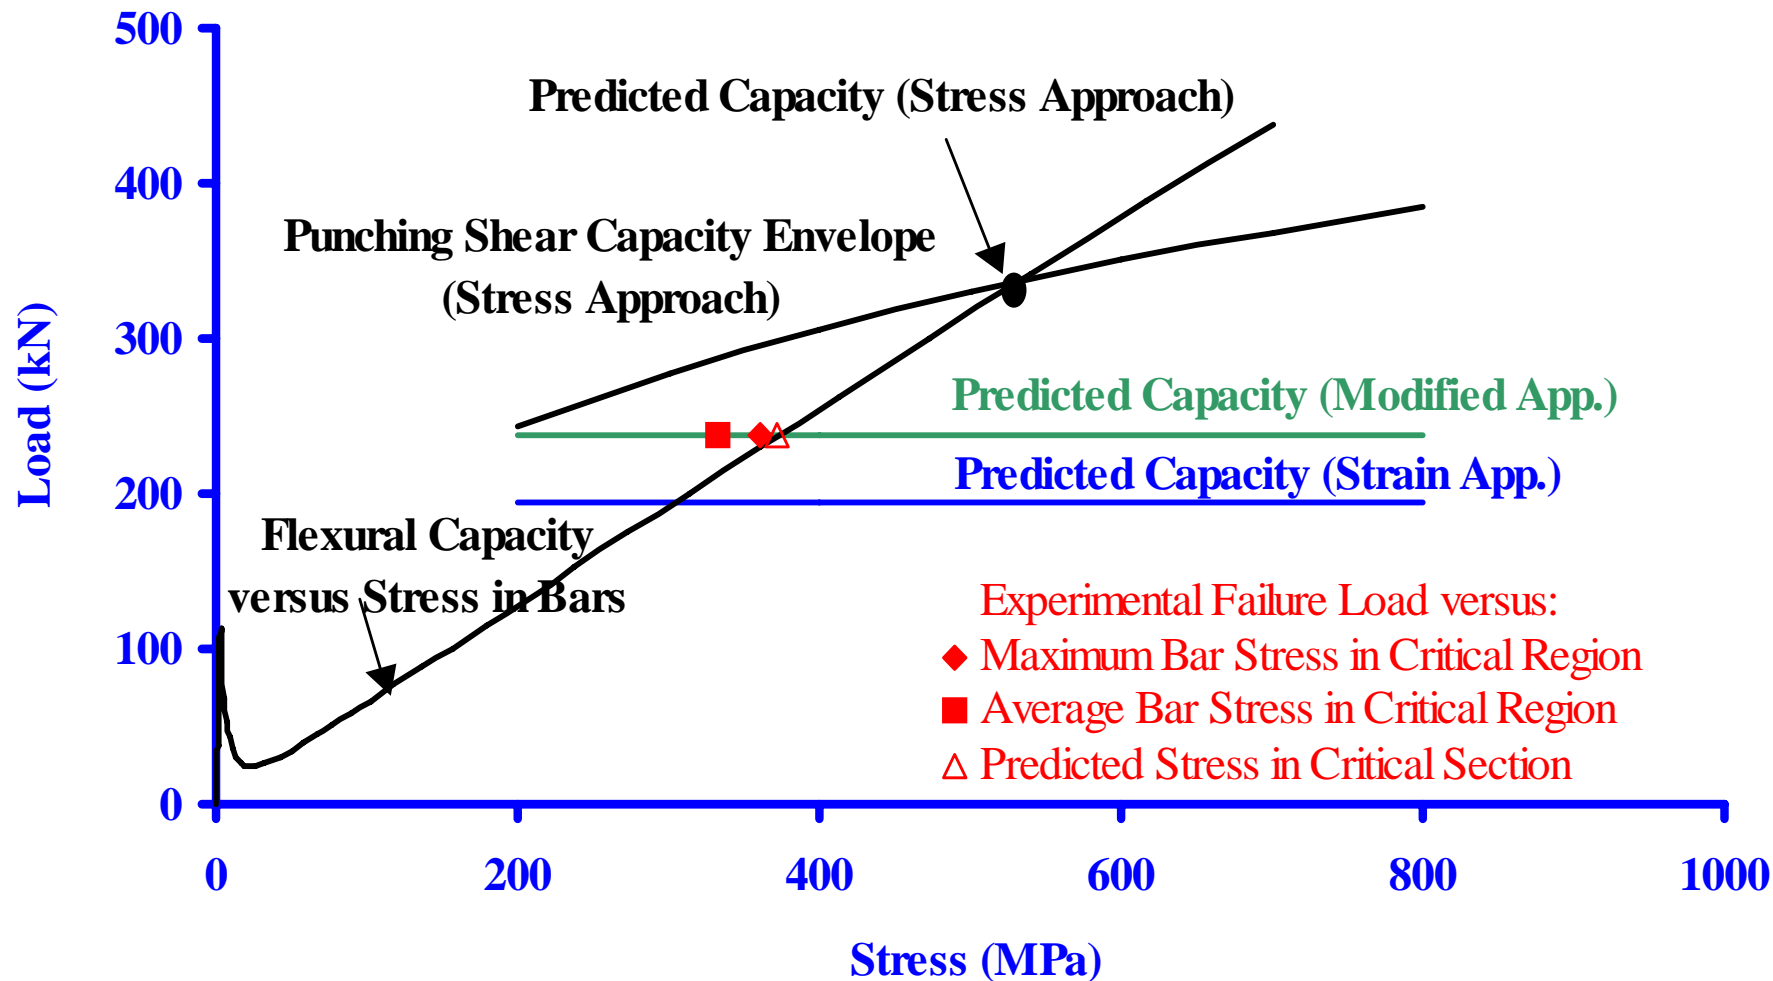 500
Predicted Capacity (Stress Approach)
400
Punching Shear Capacity Envelope
(Stress Approach)
300
Load (kN)
Predicted Capacity (Modified App.)
Predicted Capacity (Strain App.)
200
Flexural Capacity
versus Stress in Bars
Experimental Failure Load versus:
100
Maximum Bar Stress in Critical Region
Average Bar Stress in Critical Region
Predicted Stress in Critical Section
0
0 200 400 600 800 1000
Stress (MPa)